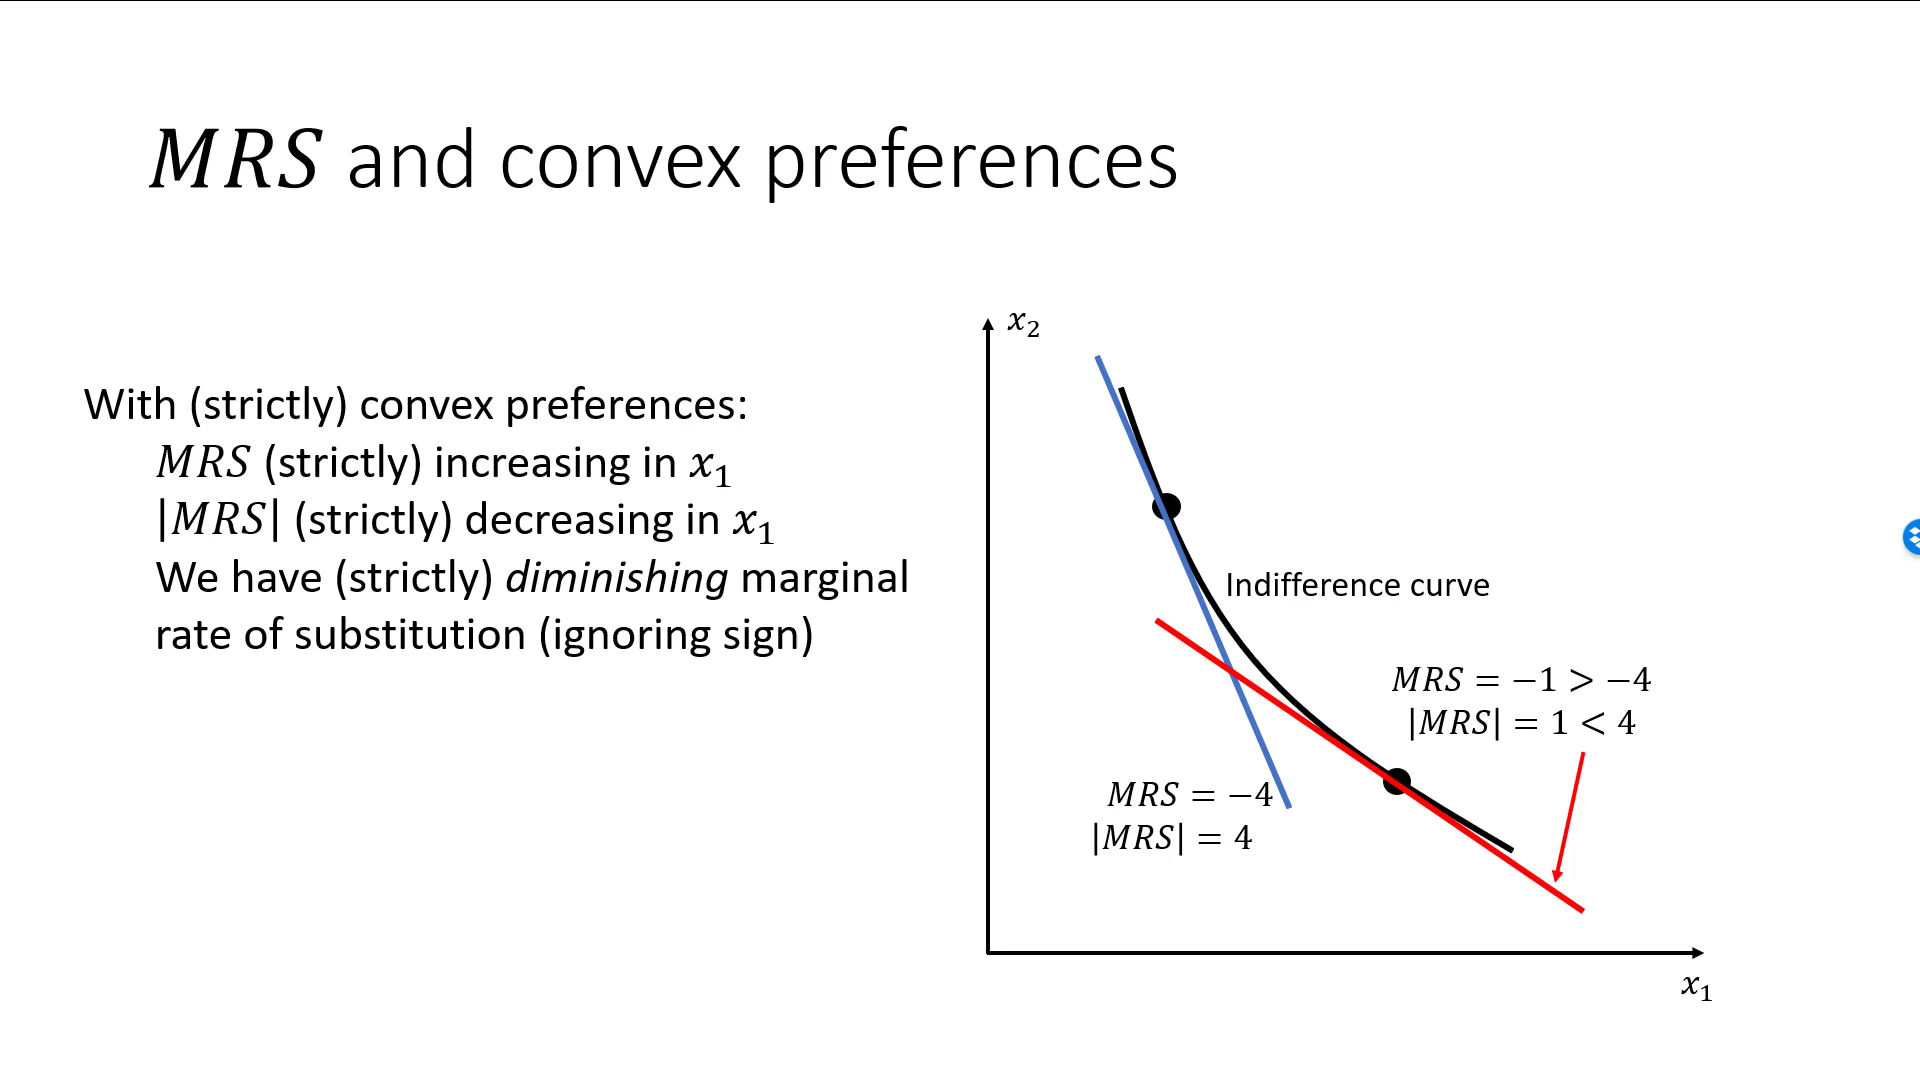 MRS and convex preferences
With (strictly) convex preferences:
MRS (strictly) increasing in x₁
|MRS| (strictly) decreasing in x₁
We have (strictly) diminishing marginal
rate of substitution (ignoring sign)
x₂
Indifference curve
MRS = −1 > −4
|MRS| = 1 < 4
MRS = −4
|MRS| = 4
x₁